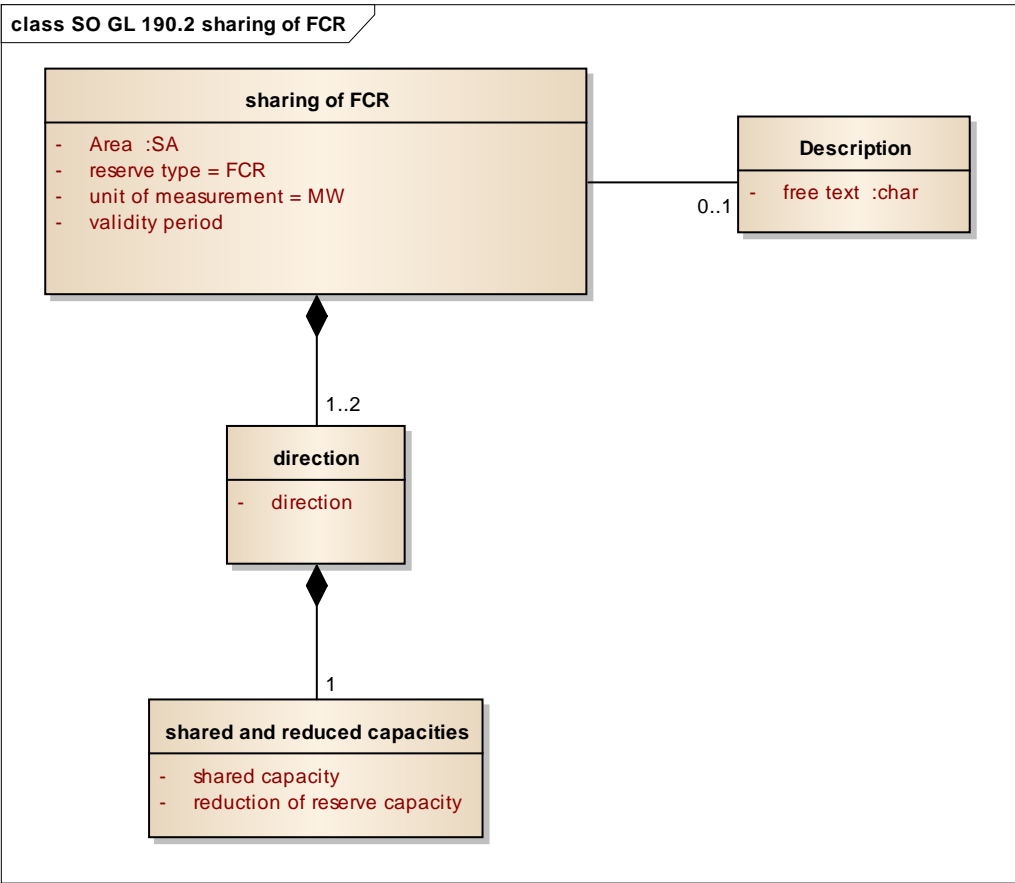 class SO GL 190.2 sharing of FCR
sharing of FCR
- Area :SA
- reserve type = FCR
- unit of measurement = MW
- validity period
Description
- free text :char
0..1
1..2
direction
- direction
1
shared and reduced capacities
- shared capacity
- reduction of reserve capacity